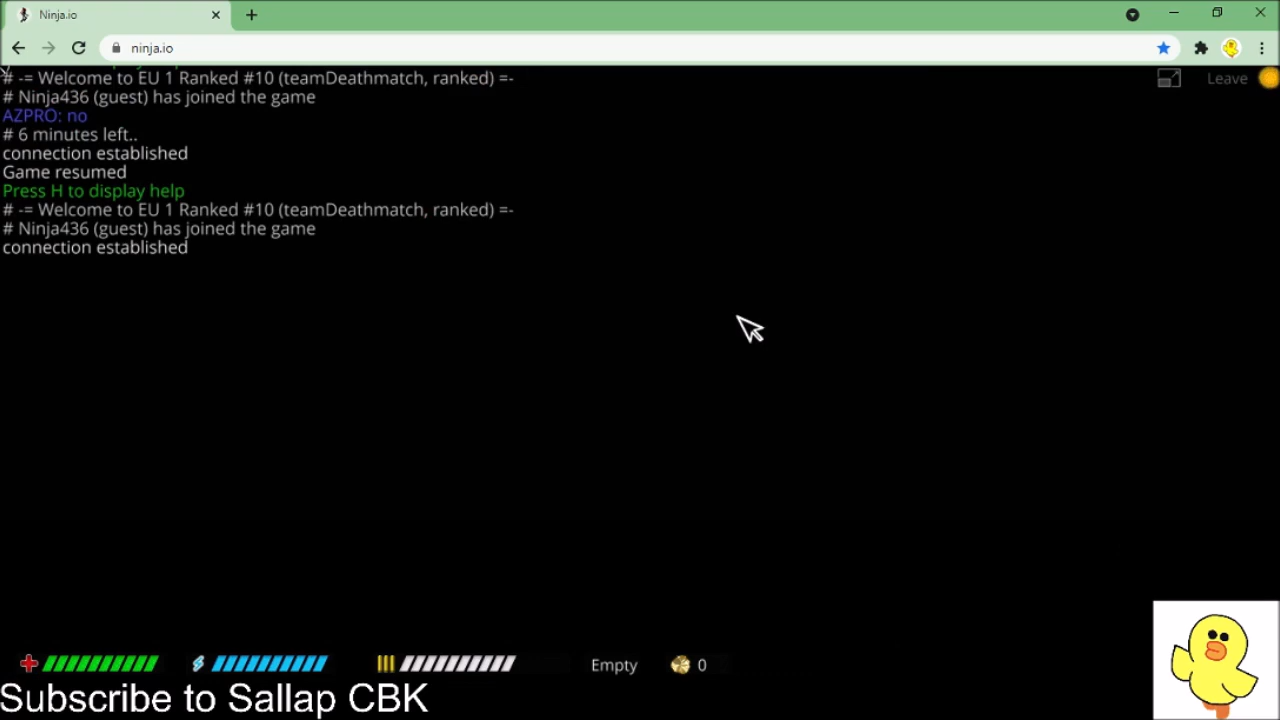 Ninja.io
ninja.io
# -= Welcome to EU 1 Ranked #10 (teamDeathmatch, ranked) =-
Leave
# Ninja436 (guest) has joined the game
AZPRO: no
# 6 minutes left..
connection established
Game resumed
Press H to display help
# -= Welcome to EU 1 Ranked #10 (teamDeathmatch, ranked) =-
# Ninja436 (guest) has joined the game
connection established
Empty
0
Subscribe to Sallap CBK